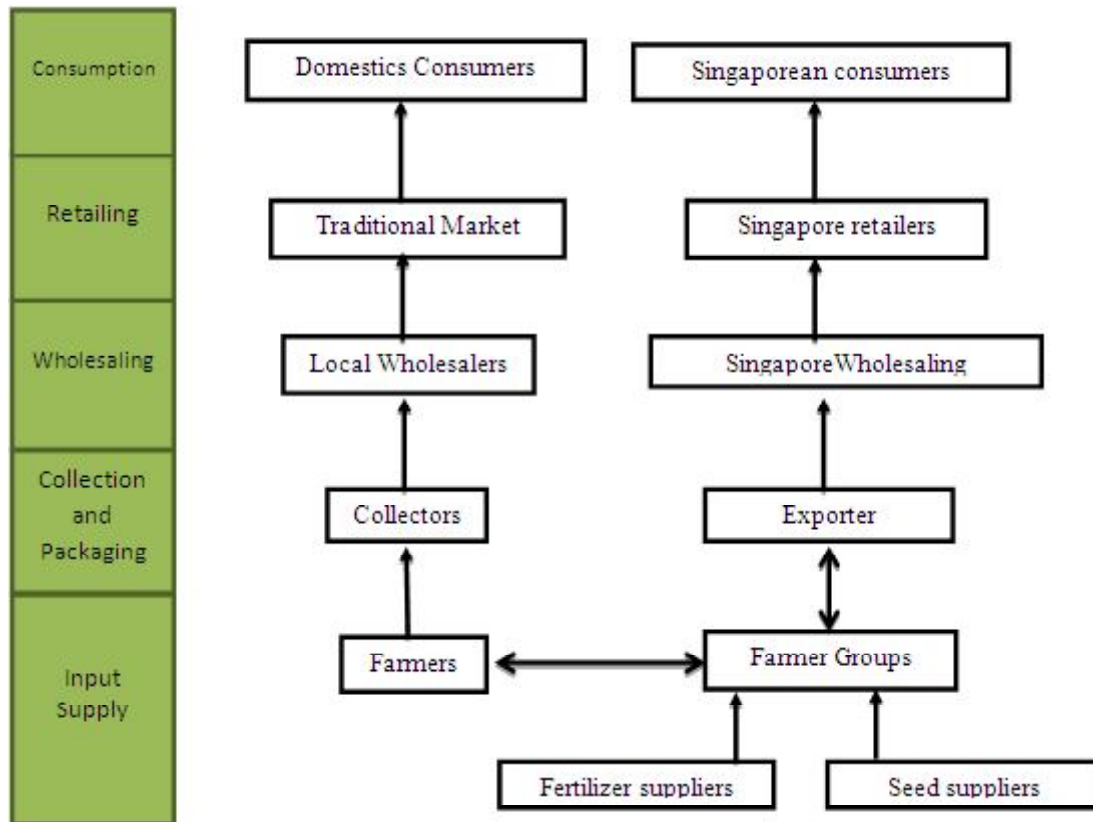 Consumption
Domestics Consumers
Singaporean consumers
Retailing
Traditional Market
Singapore retailers
Wholesaling
Local Wholesalers
SingaporeWholesaling
Collection
and
Packaging
Collectors
Exporter
Input
Supply
Farmers
Farmer Groups
Fertilizer suppliers
Seed suppliers